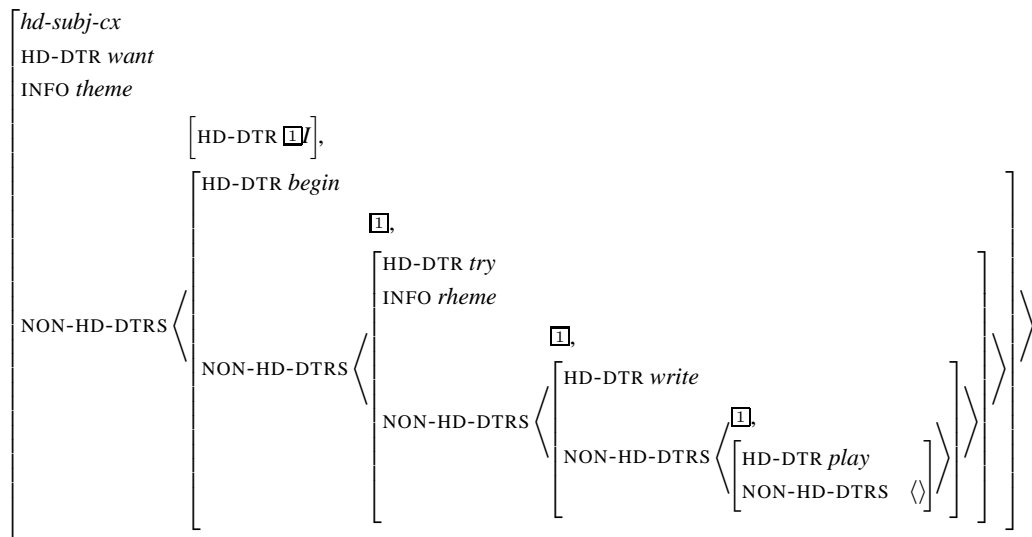 hd-subj-cx
HD-DTR want
INFO theme
[HD-DTR 1 I],
HD-DTR begin
1,
HD-DTR try
INFO rheme
NON-HD-DTRS
1,
NON-HD-DTRS
HD-DTR write
NON-HD-DTRS
1,
NON-HD-DTRS
HD-DTR play
NON-HD-DTRS ⟨⟩